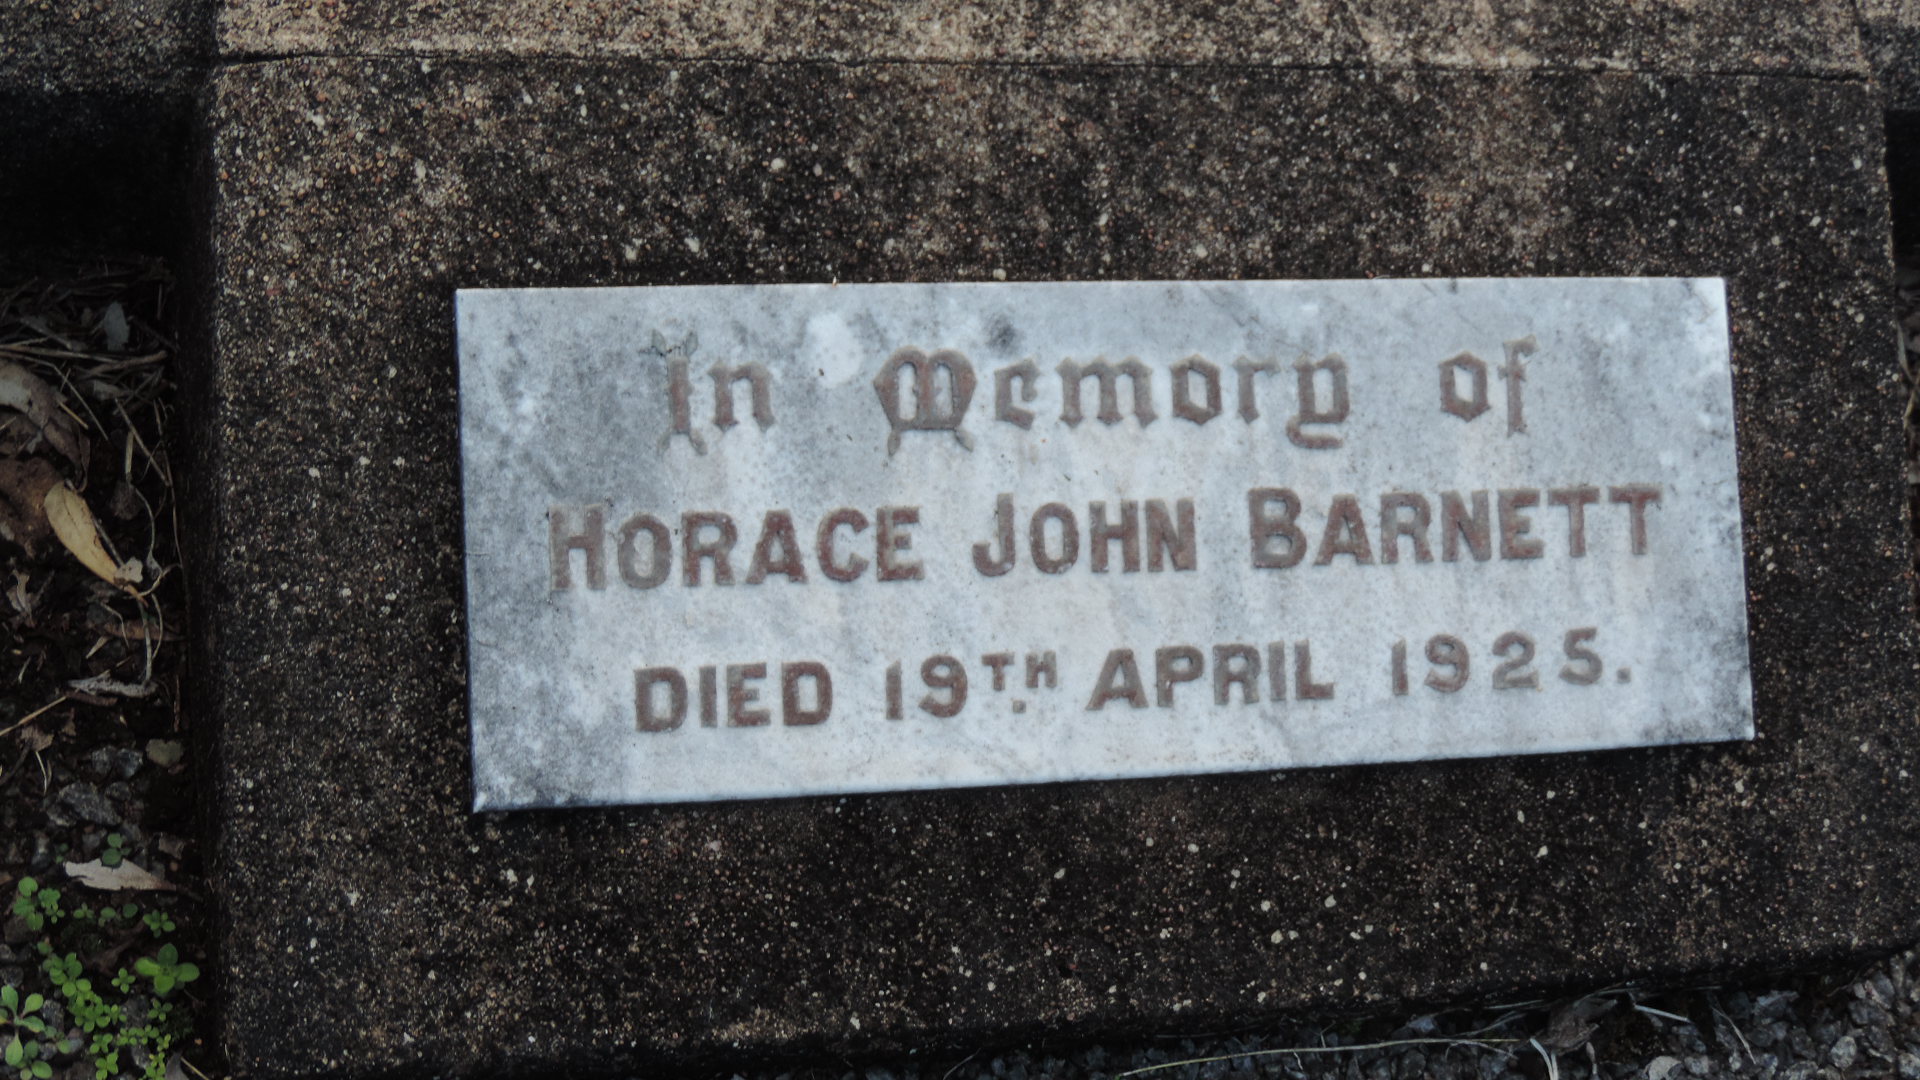 In Memory of
HORACE JOHN BARNETT
DIED 19TH. APRIL 1925.